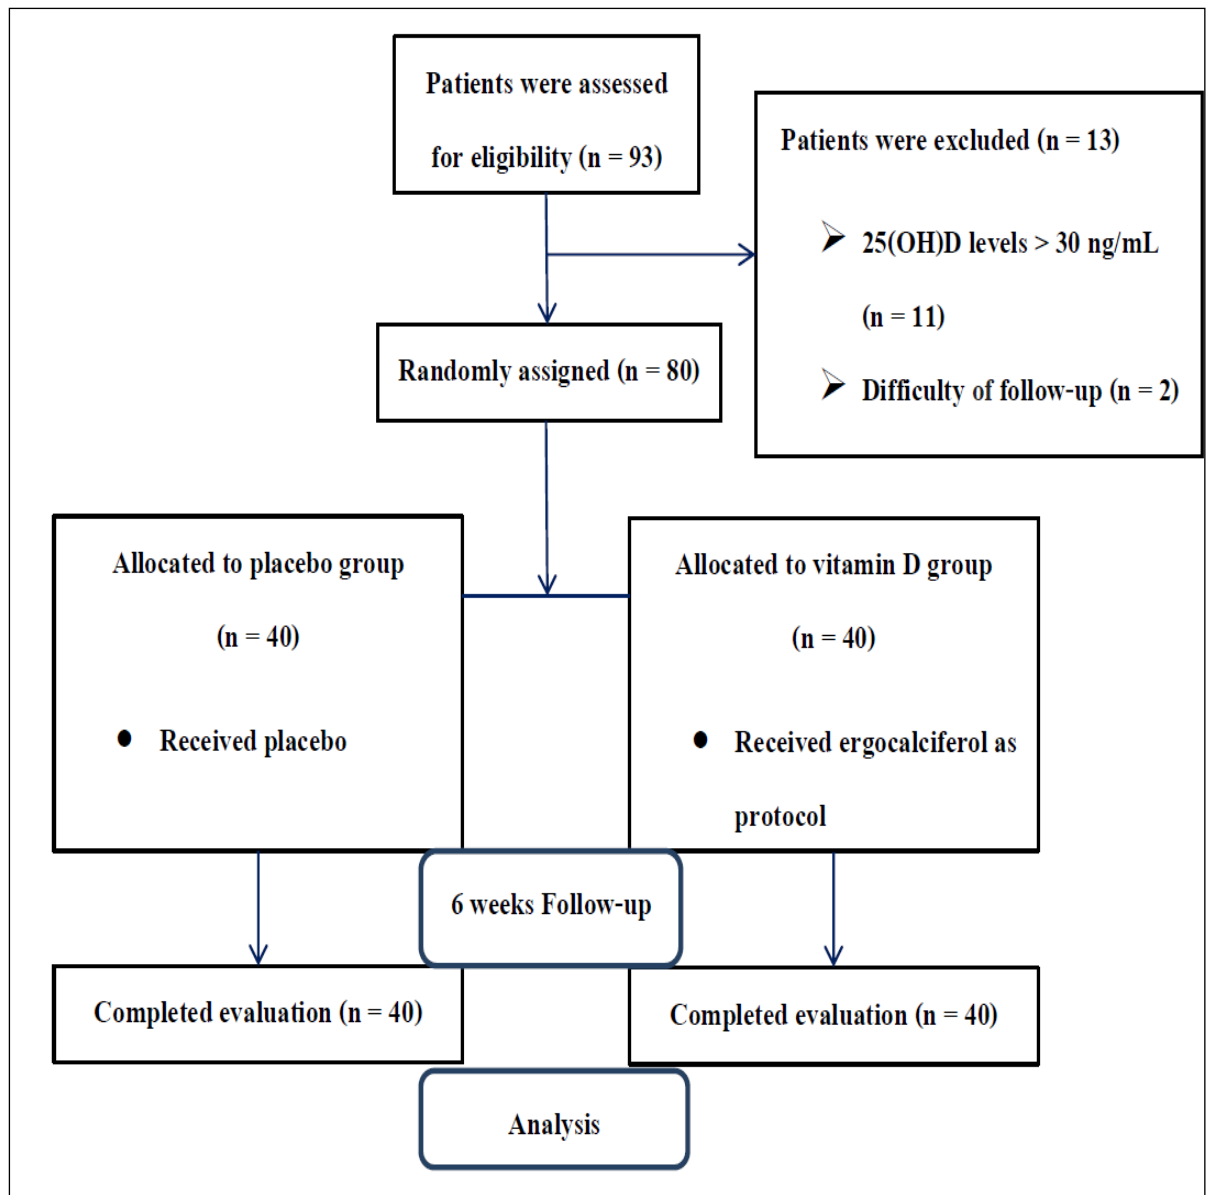 Patients were assessed
for eligibility (n = 93)
Patients were excluded (n = 13)
➢ 25(OH)D levels > 30 ng/mL
(n = 11)
➢ Difficulty of follow-up (n = 2)
Randomly assigned (n = 80)
Allocated to placebo group
(n = 40)
● Received placebo
Allocated to vitamin D group
(n = 40)
● Received ergocalciferol as
protocol
6 weeks Follow-up
Completed evaluation (n = 40)
Completed evaluation (n = 40)
Analysis